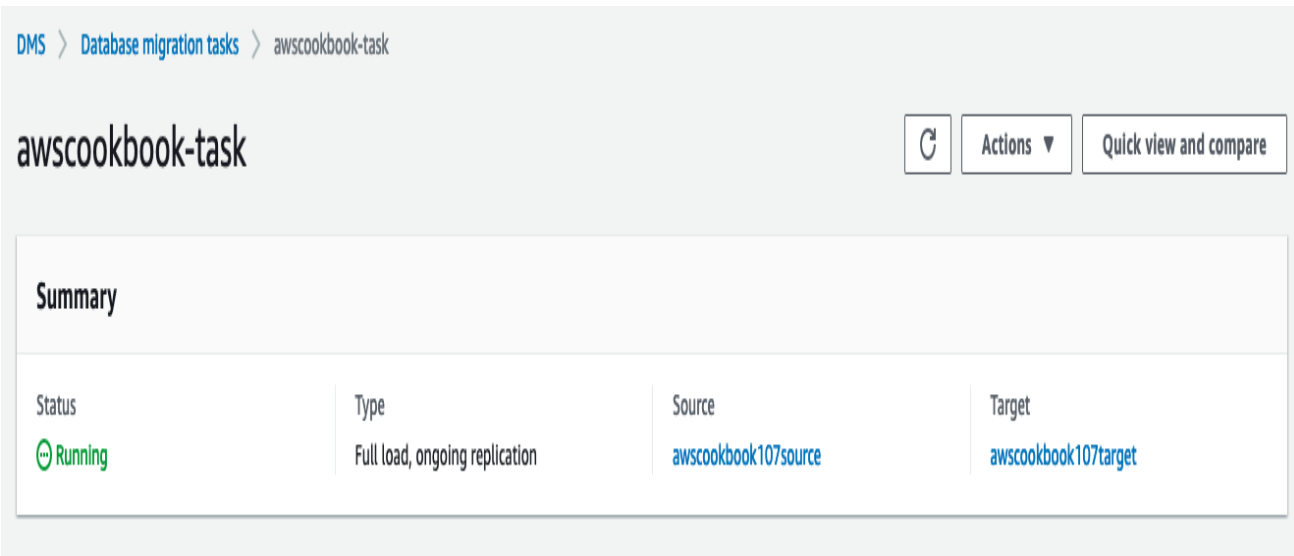 DMS > Database migration tasks > awscookbook-task
awscookbook-task
Actions ▼ Quick view and compare
Summary
Status Type Source Target
Running Full load, ongoing replication awscookbook107source awscookbook107target